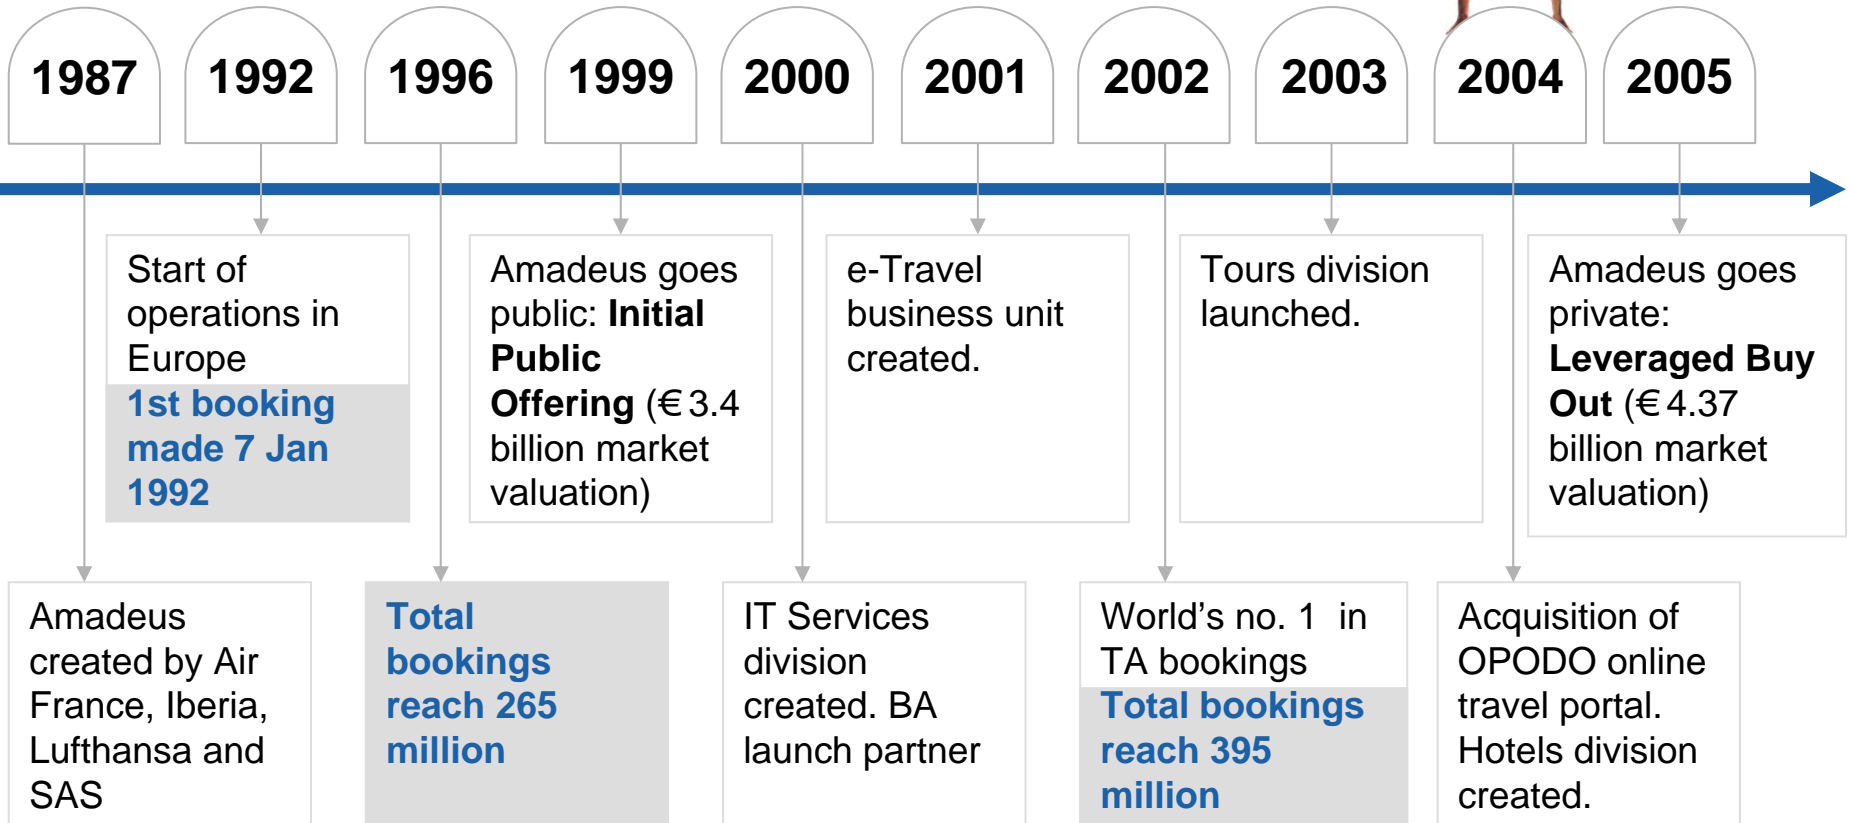 1987
1992
1996
1999
2000
2001
2002
2003
2004
2005
Start of
operations in
Europe
1st booking
made 7 Jan
1992
Amadeus goes
public: Initial
Public
Offering (€3.4
billion market
valuation)
e-Travel
business unit
created.
Tours division
launched.
Amadeus goes
private:
Leveraged Buy
Out (€4.37
billion market
valuation)
Amadeus
created by Air
France, Iberia,
Lufthansa and
SAS
Total
bookings
reach 265
million
IT Services
division
created. BA
launch partner
World's no. 1 in
TA bookings
Total bookings
reach 395
million
Acquisition of
OPODO online
travel portal.
Hotels division
created.